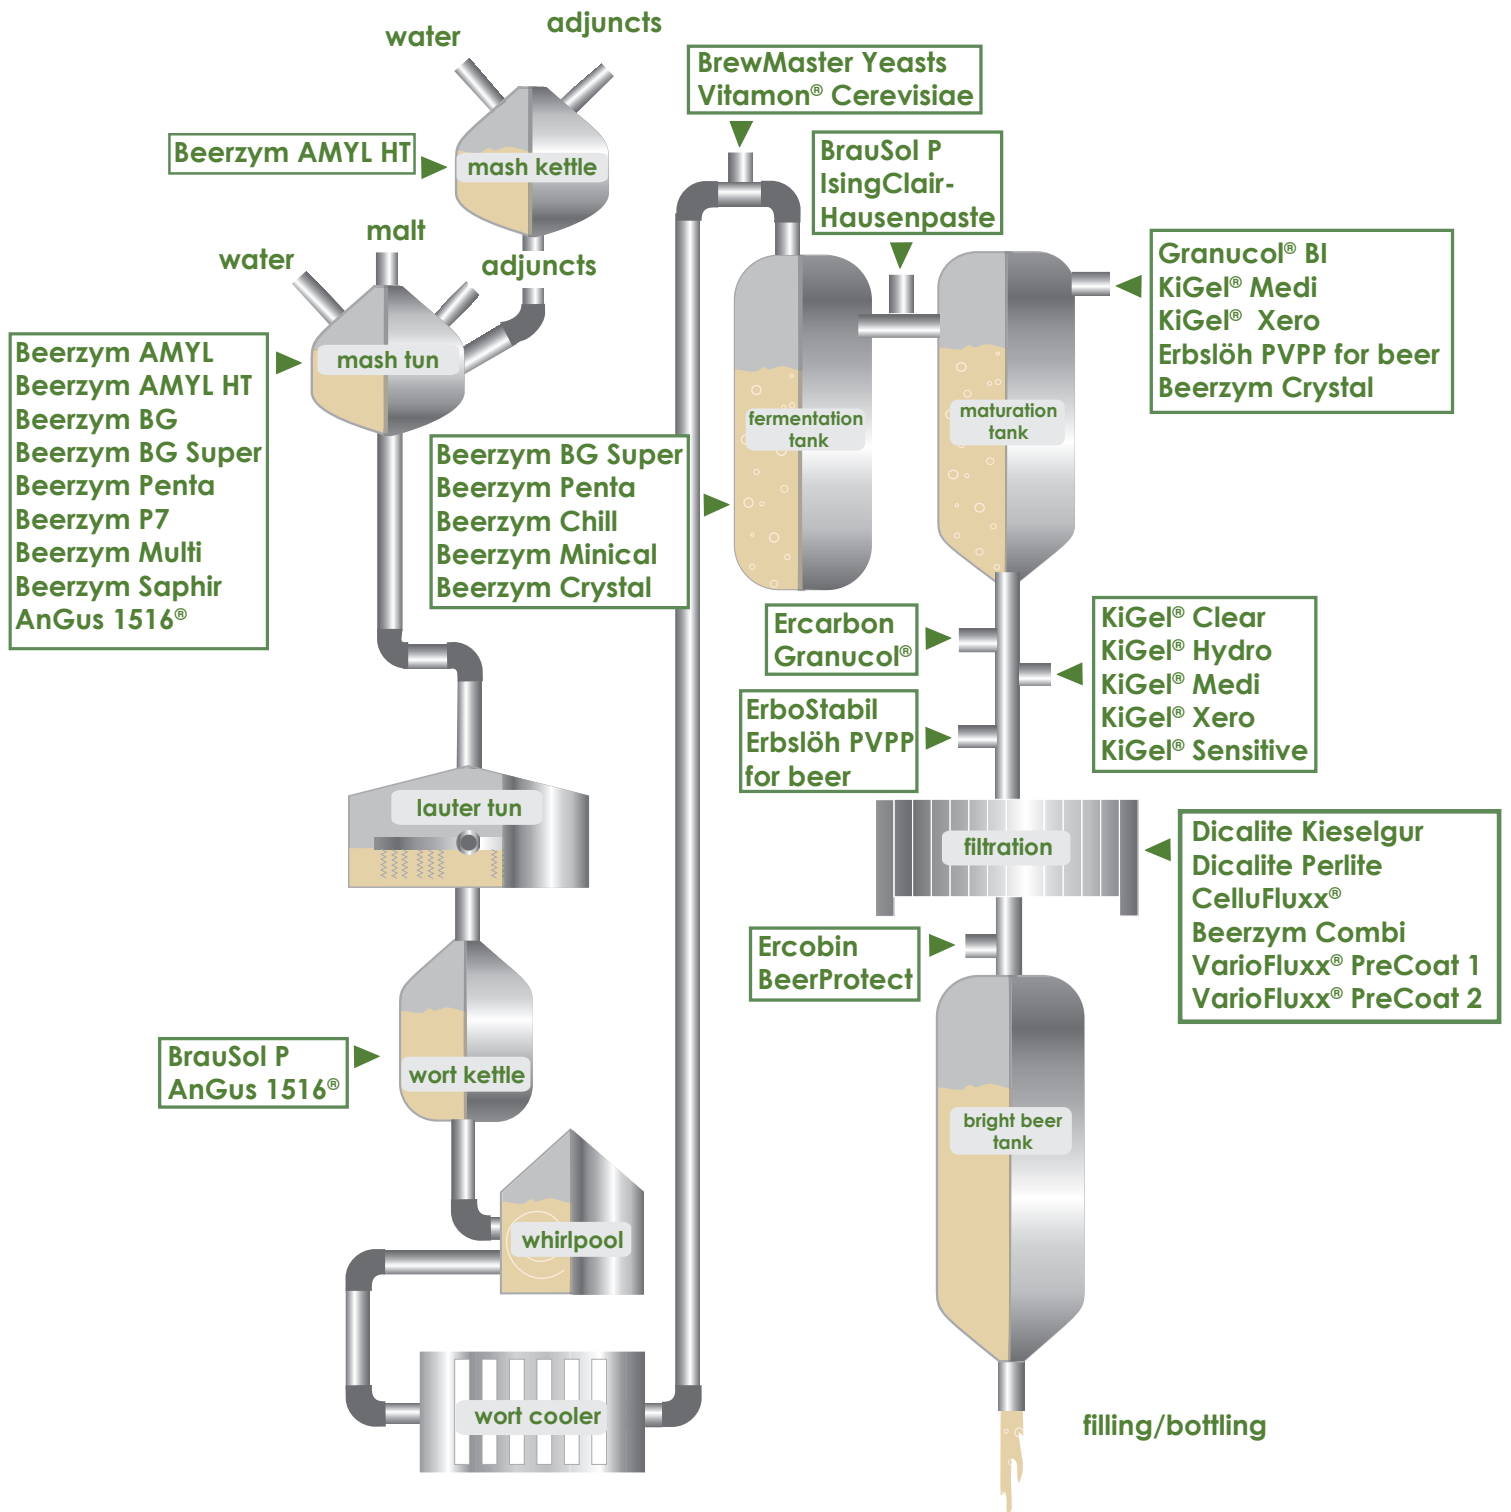 water
adjuncts
Beerzym AMYL HT
mash kettle
malt
water
adjuncts
mash tun
Beerzym AMYL
Beerzym AMYL HT
Beerzym BG
Beerzym BG Super
Beerzym Penta
Beerzym P7
Beerzym Multi
Beerzym Saphir
AnGus 1516®
lauter tun
BrauSol P
AnGus 1516®
wort kettle
whirlpool
wort cooler
BrewMaster Yeasts
Vitamon® Cerevisiae
Beerzym BG Super
Beerzym Penta
Beerzym Chill
Beerzym Minical
Beerzym Crystal
fermentation
tank
BrauSol P
IsingClair-
Hausenpaste
maturation
tank
Granucol® BI
KiGel® Medi
KiGel® Xero
Erbslöh PVPP for beer
Beerzym Crystal
Ercarbon
Granucol®
KiGel® Clear
KiGel® Hydro
KiGel® Medi
KiGel® Xero
KiGel® Sensitive
ErboStabil
Erbslöh PVPP
for beer
filtration
Dicalite Kieselgur
Dicalite Perlite
CelluFluxx®
Beerzym Combi
VarioFluxx® PreCoat 1
VarioFluxx® PreCoat 2
Ercobin
BeerProtect
bright beer
tank
filling/bottling